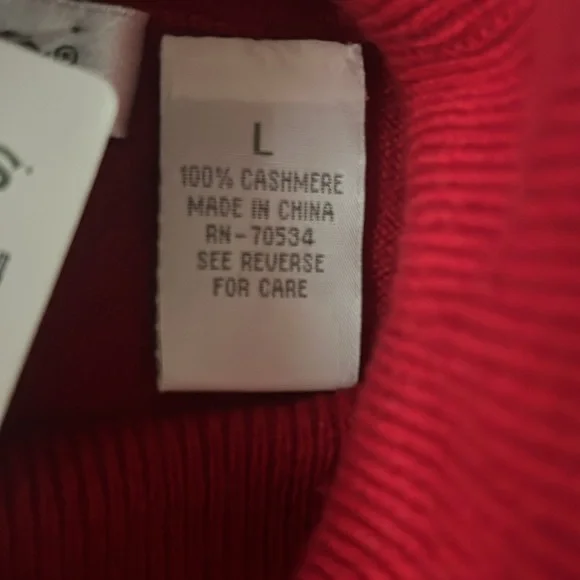 L
100% CASHMERE
MADE IN CHINA
RN-70534
SEE REVERSE
FOR CARE